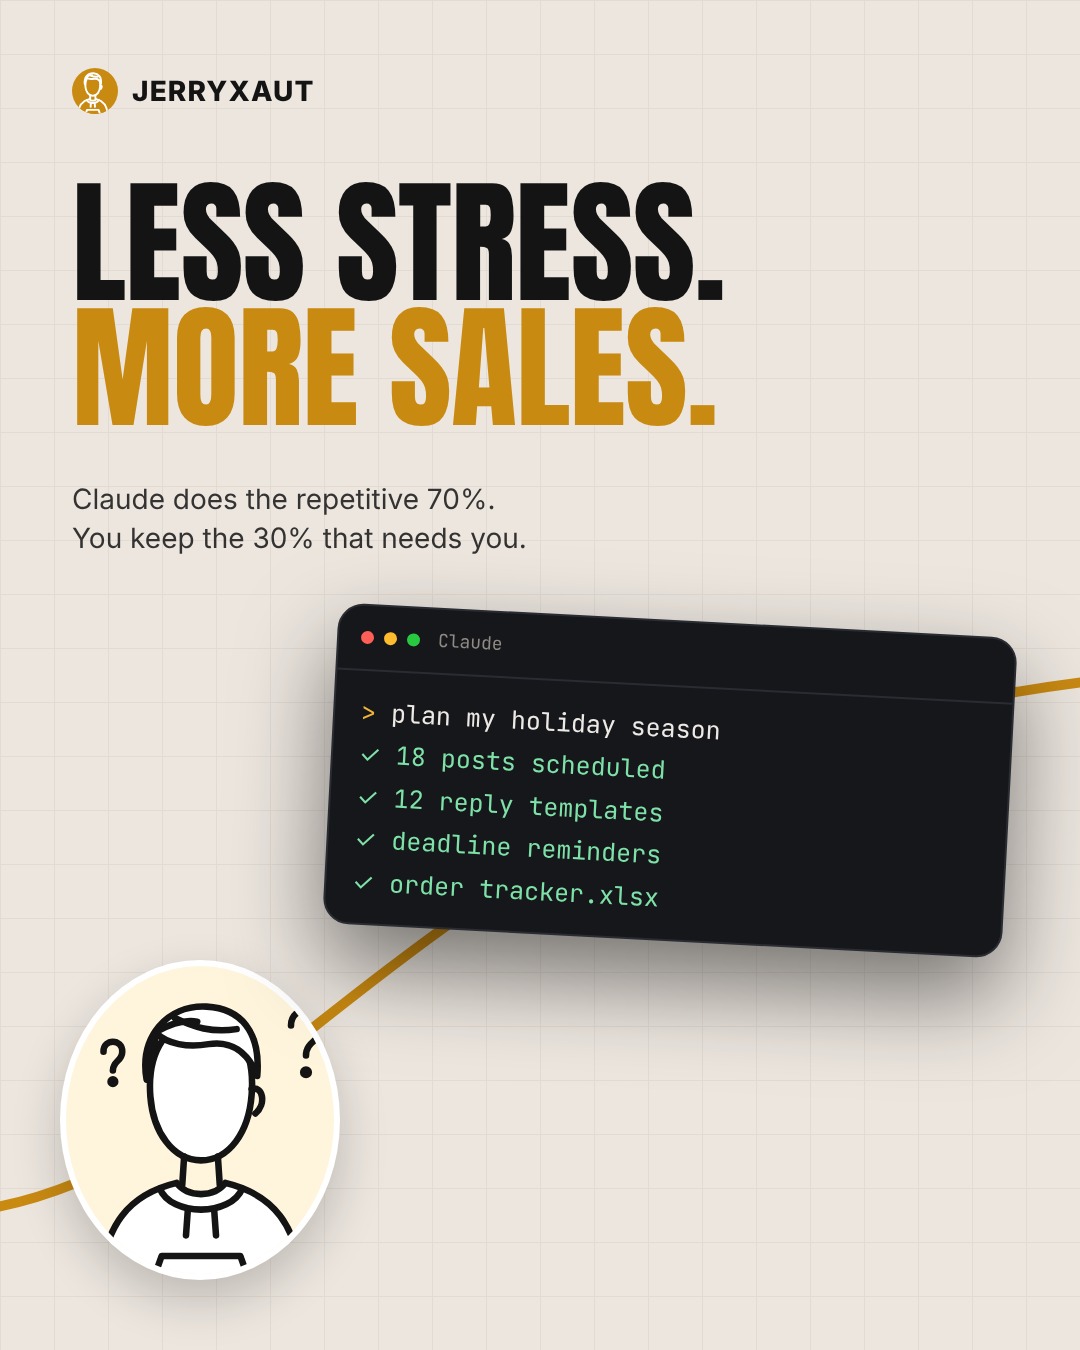 JERRYXAUT
LESS STRESS.
MORE SALES.
Claude does the repetitive 70%.
You keep the 30% that needs you.
Claude
> plan my holiday season
✓ 18 posts scheduled
✓ 12 reply templates
✓ deadline reminders
✓ order tracker.xlsx
? ?